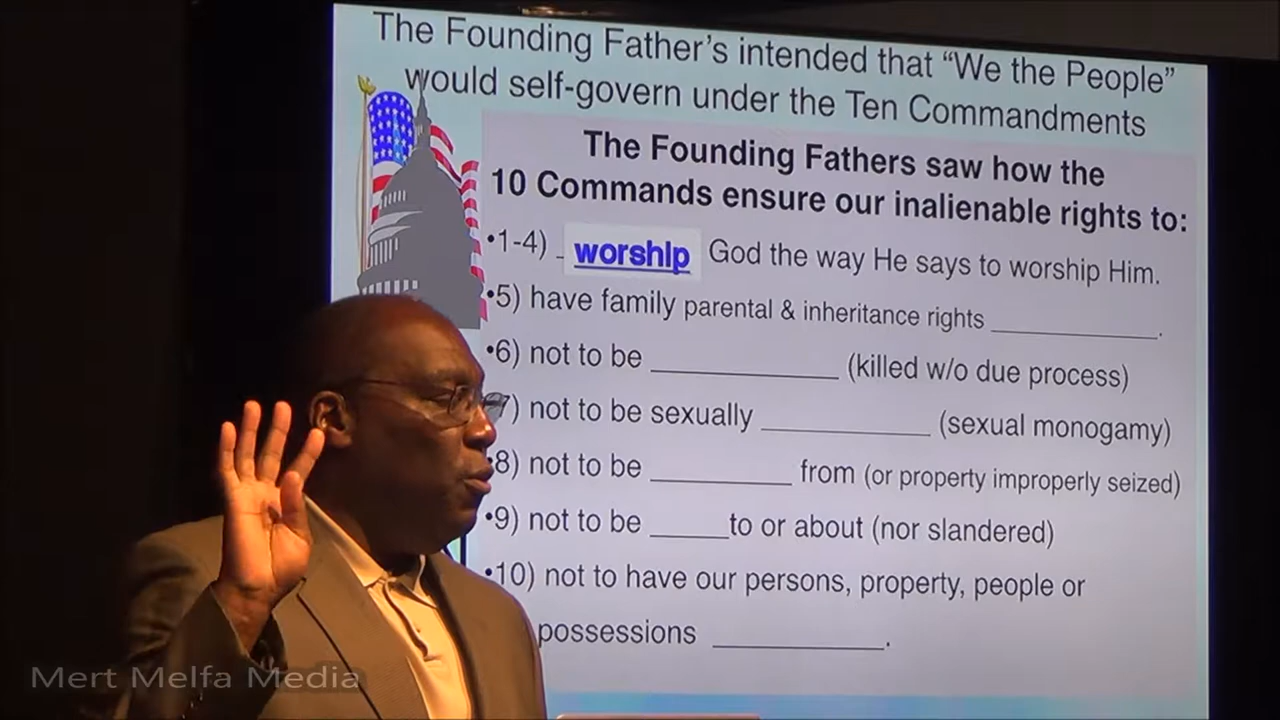 The Founding Father's intended that “We the People”
would self-govern under the Ten Commandments
The Founding Fathers saw how the
10 Commands ensure our inalienable rights to:
•1-4) _ worship God the way He says to worship Him.
•5) have family parental & inheritance rights ____________.
•6) not to be ____________ (killed w/o due process)
7) not to be sexually ____________ (sexual monogamy)
•8) not to be __________ from (or property improperly seized)
•9) not to be _____to or about (nor slandered)
•10) not to have our persons, property, people or
possessions ____________.
Mert Melfa Media